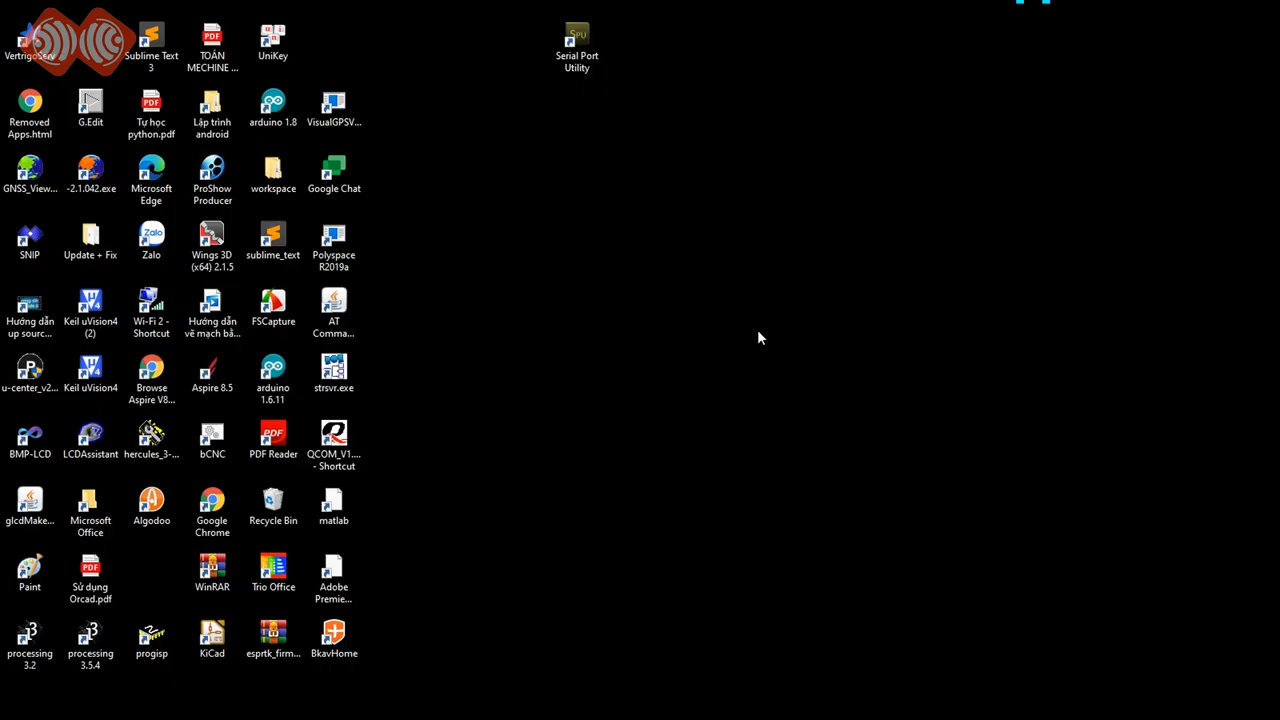 Sublime Text
3
TOÁN
MECHINE ...
UniKey
SPU
Serial Port
Utility
Removed
Apps.html
G.Edit
Tự học
python.pdf
Lập trình
android
arduino 1.8
VisualGPSV...
GNSS_View...
-2.1.042.exe
Microsoft
Edge
ProShow
Producer
workspace
Google Chat
SNIP
Update + Fix
Zalo
Wings 3D
(x64) 2.1.5
sublime_text
Polyspace
R2019a
Hướng dẫn
up sourc...
Keil uVision4
(2)
Wi-Fi 2 -
Shortcut
Hướng dẫn
vẽ mạch bằ...
FSCapture
AT
Comma...
u-center_v2...
Keil uVision4
Browse
Aspire V8...
Aspire 8.5
arduino
1.6.11
strsvr.exe
BMP-LCD
LCDAssistant
hercules_3-...
bCNC
PDF Reader
QCOM_V1....
- Shortcut
glcdMake...
Microsoft
Office
Algodoo
Google
Chrome
Recycle Bin
matlab
Paint
Sử dụng
Orcad.pdf
WinRAR
Trio Office
Adobe
Premie...
processing
3.2
processing
3.5.4
progisp
KiCad
esprtk_firm...
BkavHome